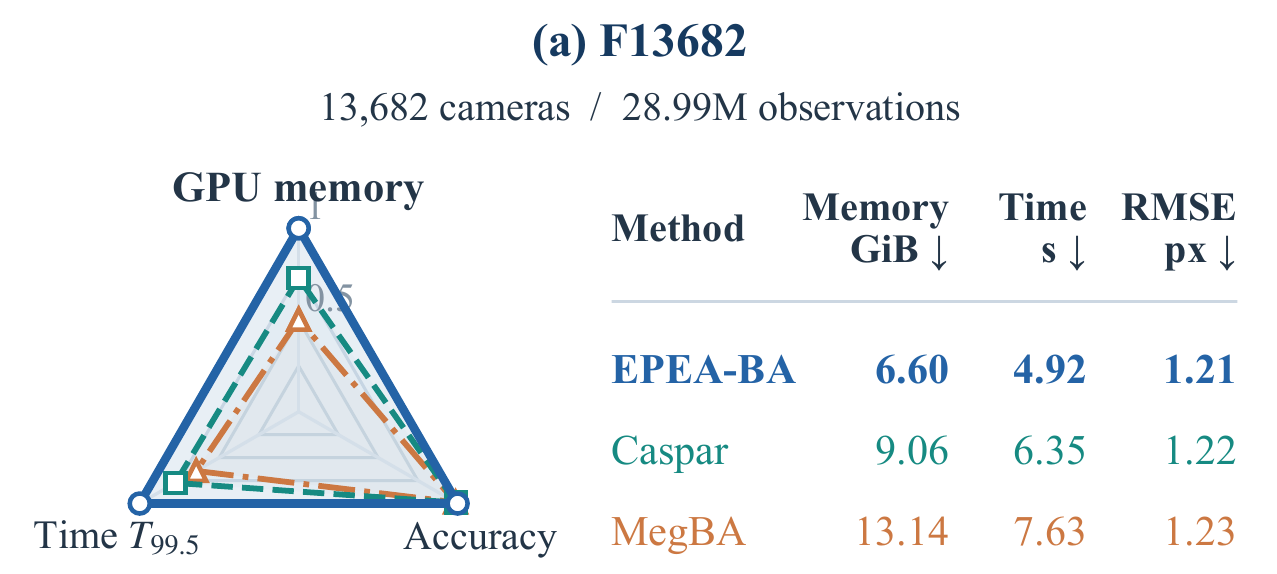 (a) F13682
13,682 cameras / 28.99M observations
GPU memory
1
0.5
Time T99.5
Accuracy
Method Memory GiB ↓ Time s ↓ RMSE px ↓
EPEA-BA 6.60 4.92 1.21
Caspar 9.06 6.35 1.22
MegBA 13.14 7.63 1.23